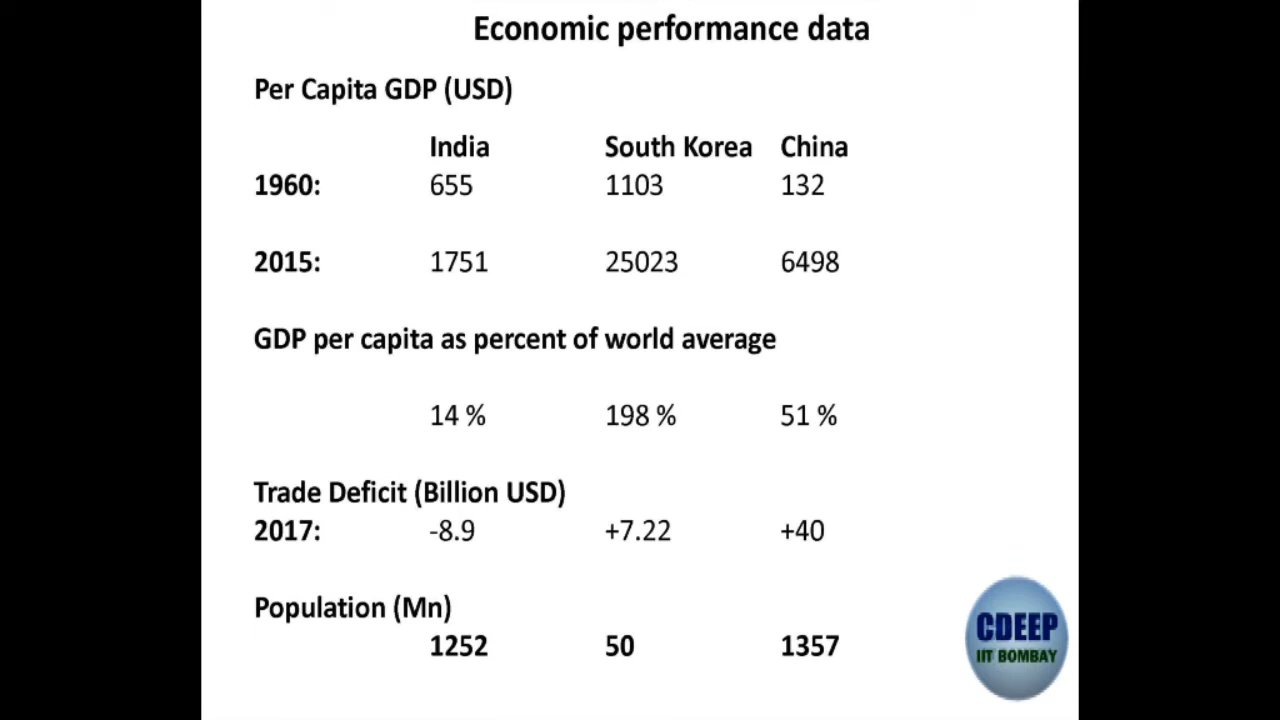 Economic performance data
Per Capita GDP (USD)
India South Korea China
1960: 655 1103 132
2015: 1751 25023 6498
GDP per capita as percent of world average
14 % 198 % 51 %
Trade Deficit (Billion USD)
2017: -8.9 +7.22 +40
Population (Mn)
1252 50 1357
CDEEP
IIT BOMBAY